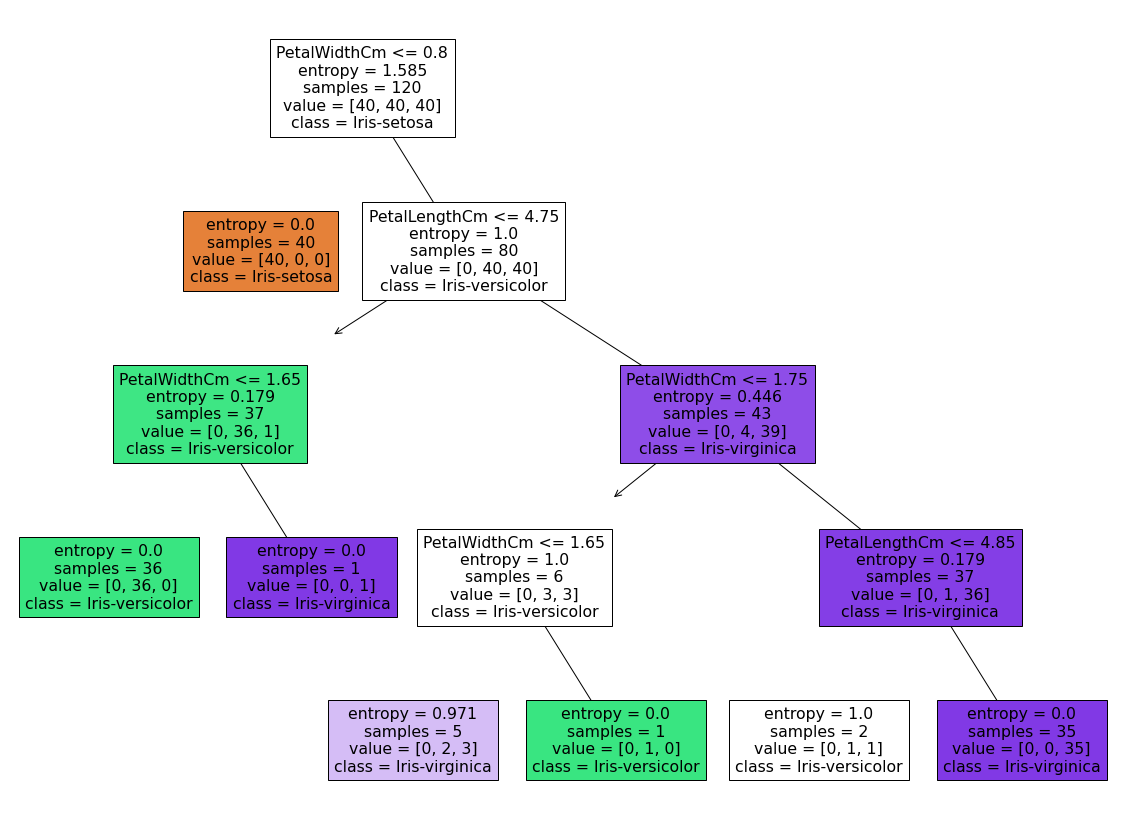 PetalWidthCm <= 0.8
entropy = 1.585
samples = 120
value = [40, 40, 40]
class = Iris-setosa
entropy = 0.0
samples = 40
value = [40, 0, 0]
class = Iris-setosa
PetalLengthCm <= 4.75
entropy = 1.0
samples = 80
value = [0, 40, 40]
class = Iris-versicolor
PetalWidthCm <= 1.65
entropy = 0.179
samples = 37
value = [0, 36, 1]
class = Iris-versicolor
PetalWidthCm <= 1.75
entropy = 0.446
samples = 43
value = [0, 4, 39]
class = Iris-virginica
entropy = 0.0
samples = 36
value = [0, 36, 0]
class = Iris-versicolor
entropy = 0.0
samples = 1
value = [0, 0, 1]
class = Iris-virginica
PetalWidthCm <= 1.65
entropy = 1.0
samples = 6
value = [0, 3, 3]
class = Iris-versicolor
PetalLengthCm <= 4.85
entropy = 0.179
samples = 37
value = [0, 1, 36]
class = Iris-virginica
entropy = 0.971
samples = 5
value = [0, 2, 3]
class = Iris-virginica
entropy = 0.0
samples = 1
value = [0, 1, 0]
class = Iris-versicolor
entropy = 1.0
samples = 2
value = [0, 1, 1]
class = Iris-versicolor
entropy = 0.0
samples = 35
value = [0, 0, 35]
class = Iris-virginica